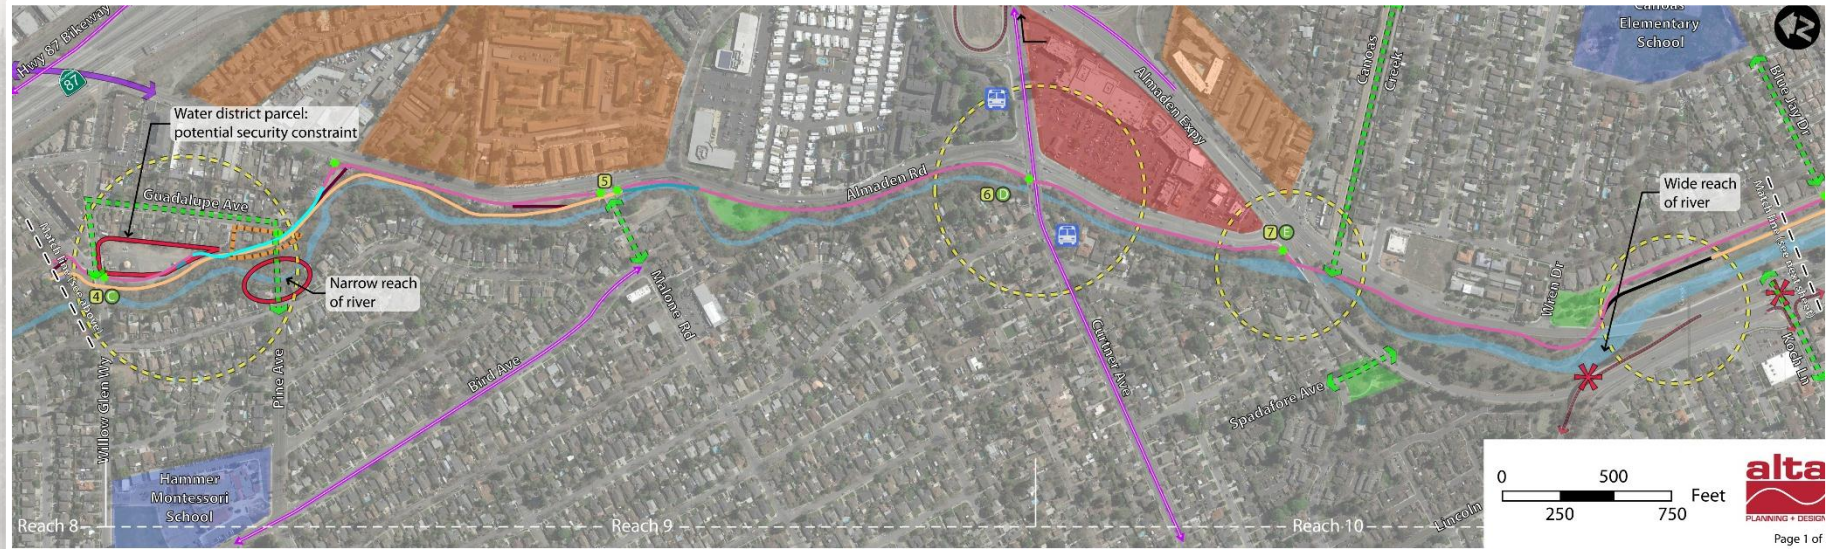 Hwy 87 Bikeway
87
Water district parcel:
potential security constraint
Guadalupe Ave
4
C
Willow Glen Wy
Pine Ave
Narrow reach
of river
Hammer
Montessori
School
Bird Ave
5
Malone Rd
Almaden Rd
6
D
Curtner Ave
Almaden Expy
7
E
Canoas
Creek
Spadafore Ave
Wren Dr
Canoas
Elementary
School
Blue Jay Dr
Wide reach
of river
Koch Ln
Lincoln
Reach 8
Reach 9
Reach 10
N
0
500
Feet
250
750
alta
PLANNING + DESIGN
Page 1 of